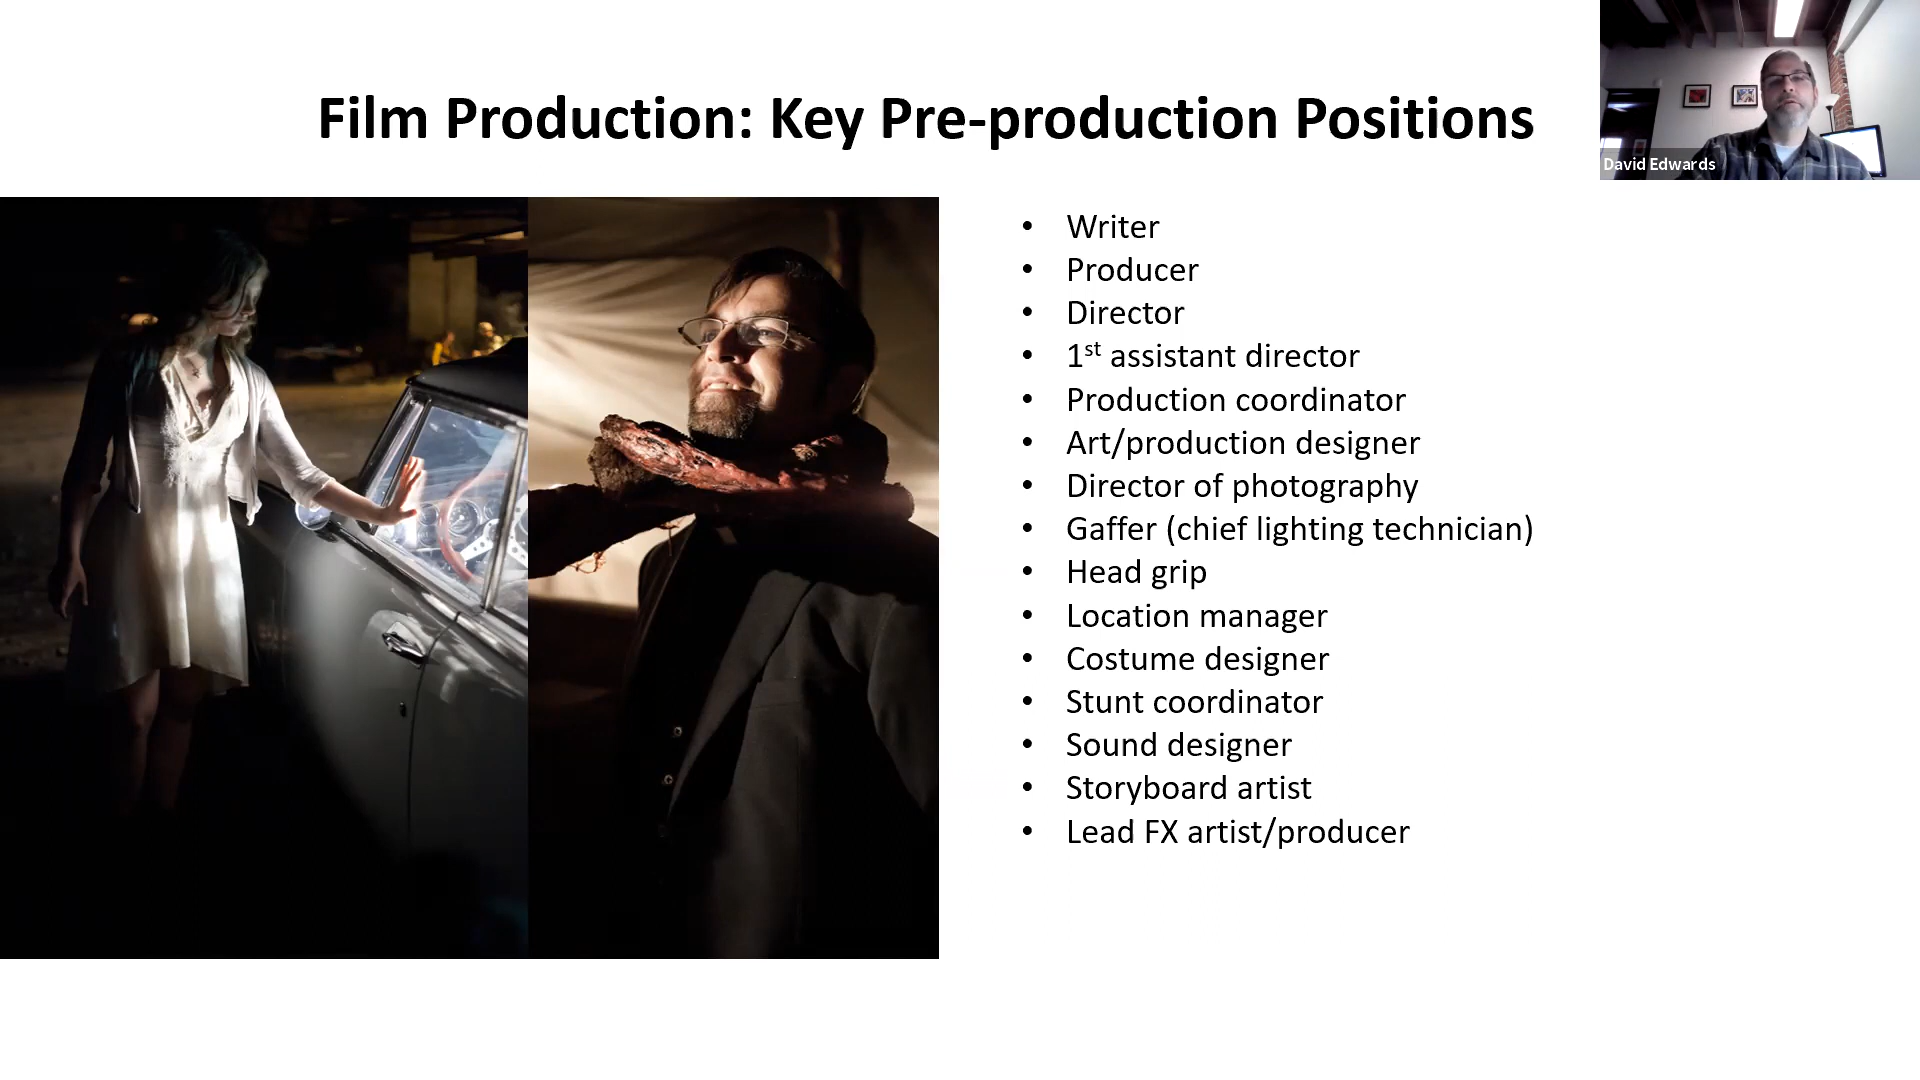 Film Production: Key Pre-production Positions
David Edwards
• Writer
• Producer
• Director
• 1st assistant director
• Production coordinator
• Art/production designer
• Director of photography
• Gaffer (chief lighting technician)
• Head grip
• Location manager
• Costume designer
• Stunt coordinator
• Sound designer
• Storyboard artist
• Lead FX artist/producer